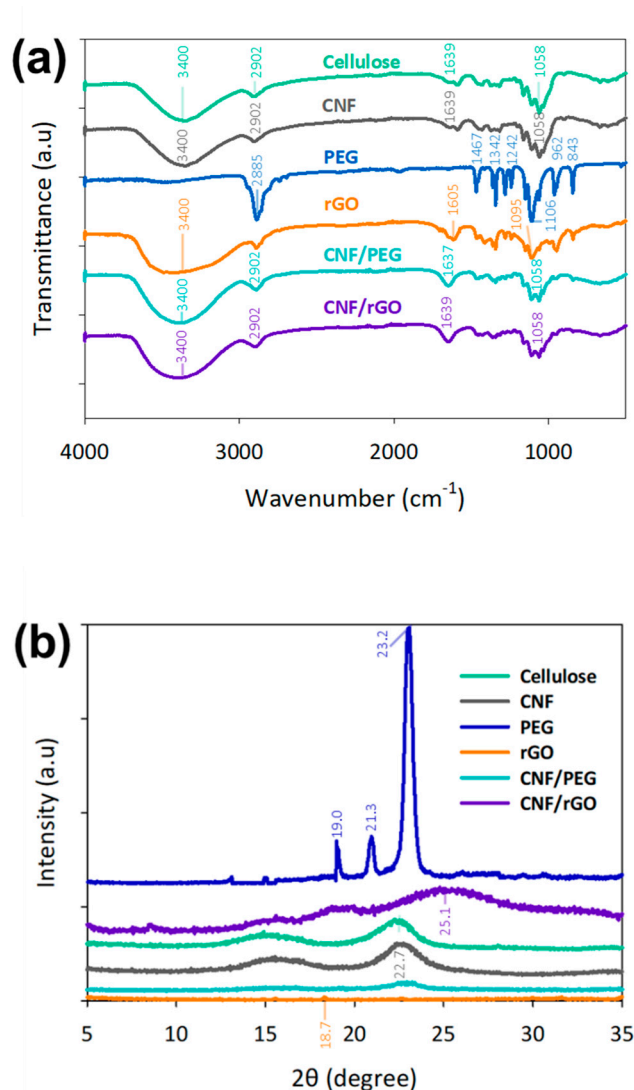 (a)
3400
2902
Cellulose
1639
1058
3400
2902
CNF
1639
1058
PEG
2885
1467
1342
1242
962
843
1106
3400
rGO
1605
1095
3400
2902
CNF/PEG
1637
1058
3400
2902
CNF/rGO
1639
1058
Transmittance (a.u)
4000
3000
2000
1000
Wavenumber (cm⁻¹)
(b)
23.2
19.0
21.3
25.1
22.7
18.7
Cellulose
CNF
PEG
rGO
CNF/PEG
CNF/rGO
Intensity (a.u)
5
10
15
20
25
30
35
2θ (degree)